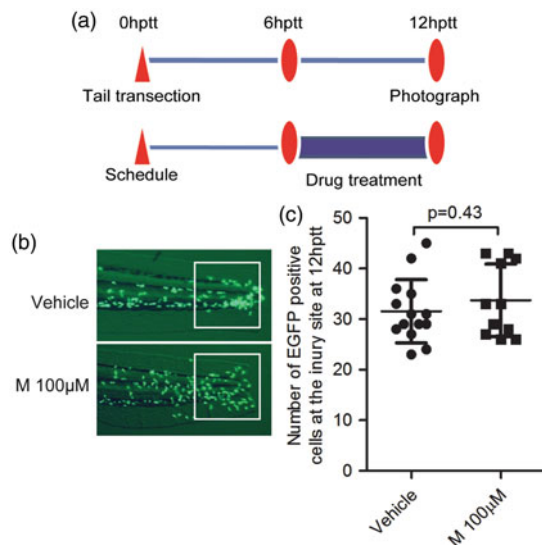 (a)
0hptt 6hptt 12hptt
Tail transection Photograph
Schedule Drug treatment
(b)
Vehicle
M 100μM
(c)
p=0.43
Number of EGFP positive
cells at the inury site at 12hptt
50
40
30
20
10
0
Vehicle
M 100μM